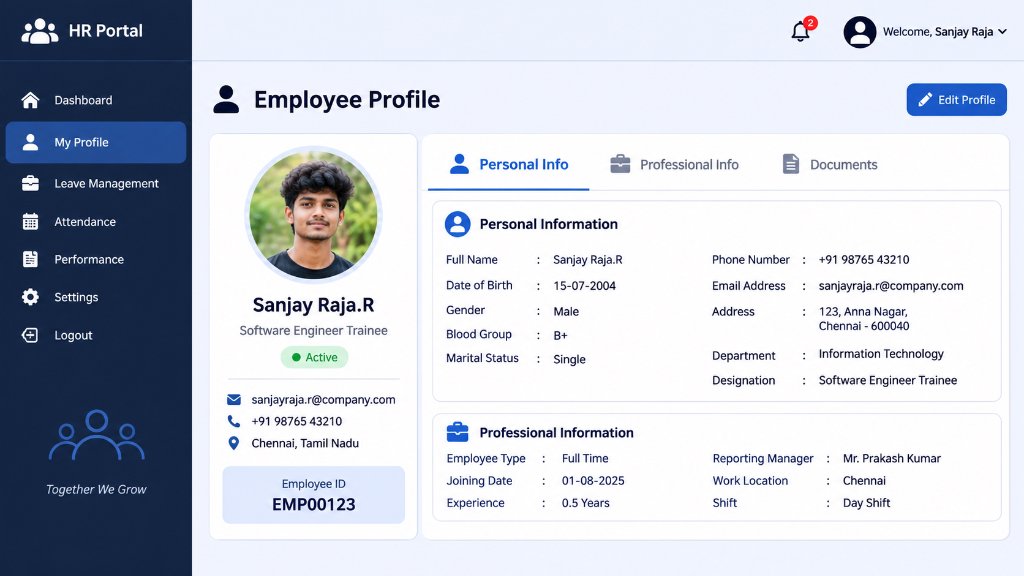 HR Portal
2
Welcome, Sanjay Raja
Dashboard
My Profile
Leave Management
Attendance
Performance
Settings
Logout
Together We Grow
Employee Profile
Edit Profile
Sanjay Raja.R
Software Engineer Trainee
Active
sanjayraja.r@company.com
+91 98765 43210
Chennai, Tamil Nadu
Employee ID
EMP00123
Personal Info
Professional Info
Documents
Personal Information
Full Name : Sanjay Raja.R
Date of Birth : 15-07-2004
Gender : Male
Blood Group : B+
Marital Status : Single
Phone Number : +91 98765 43210
Email Address : sanjayraja.r@company.com
Address : 123, Anna Nagar,
Chennai - 600040
Department : Information Technology
Designation : Software Engineer Trainee
Professional Information
Employee Type : Full Time
Joining Date : 01-08-2025
Experience : 0.5 Years
Reporting Manager : Mr. Prakash Kumar
Work Location : Chennai
Shift : Day Shift